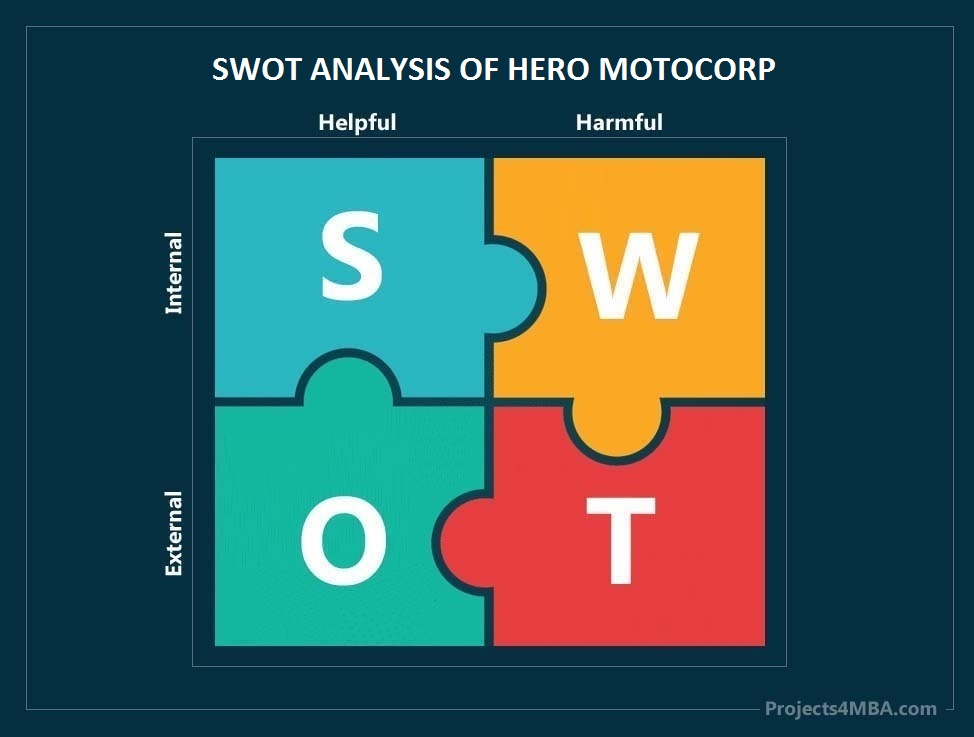 SWOT ANALYSIS OF HERO MOTOCORP
Helpful
Harmful
Internal
S
W
External
O
T
Projects4MBA.com